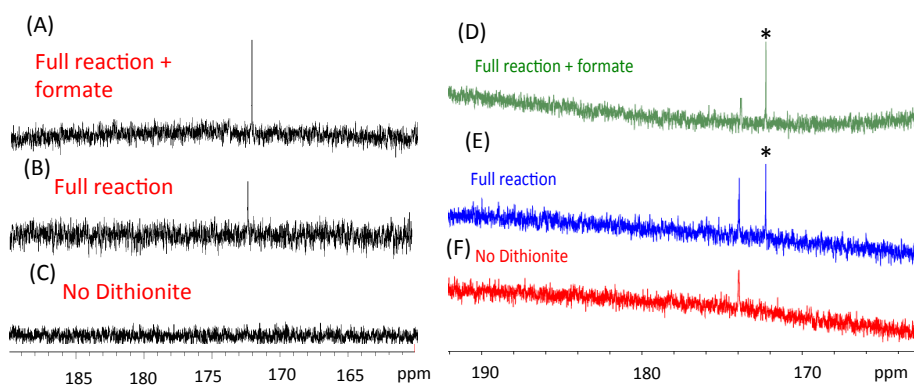 (A)
Full reaction +
formate
(B)
Full reaction
(C)
No Dithionite
185 180 175 170 165 ppm
(D)
*
Full reaction + formate
(E)
*
Full reaction
(F)
No Dithionite
190 180 170 ppm